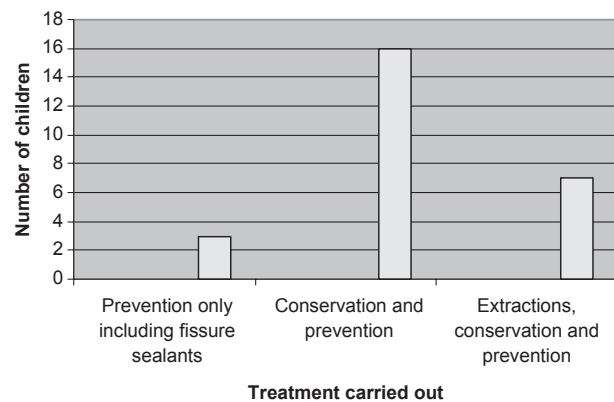 Number of children
18
16
14
12
10
8
6
4
2
0
Prevention only
including fissure
sealants
Conservation and
prevention
Extractions,
conservation and
prevention
Treatment carried out